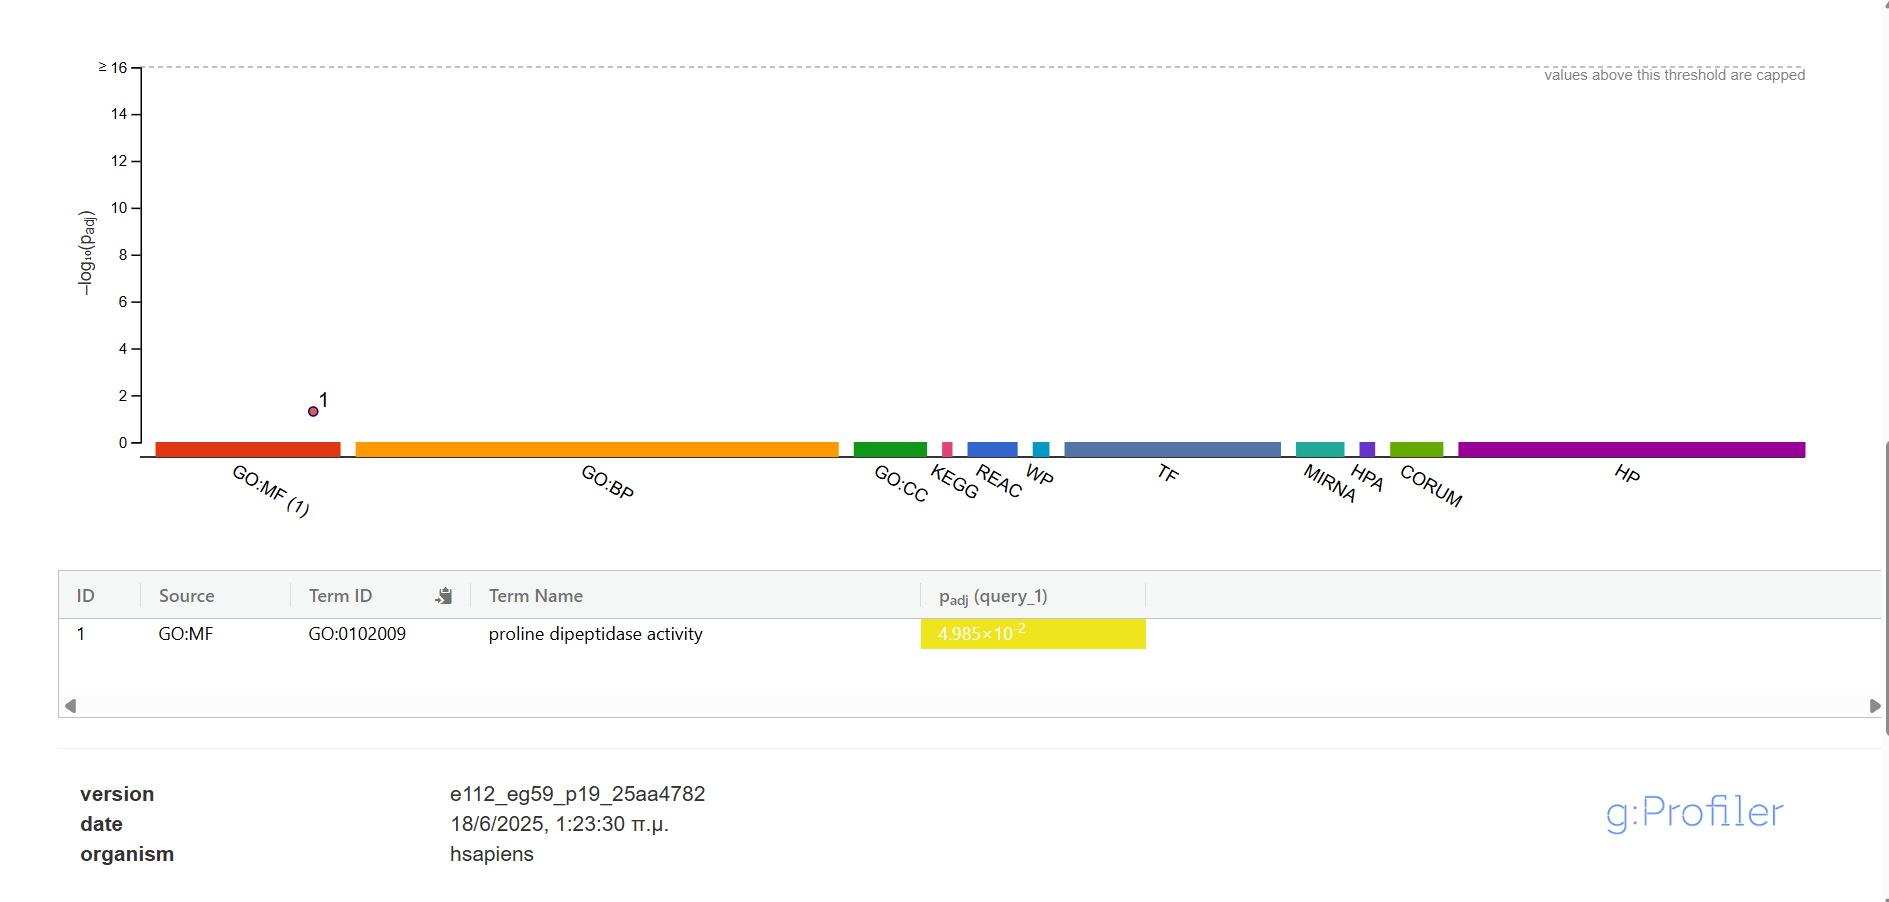 ≥ 16
values above this threshold are capped
14
12
10
8
6
4
2
0
–log₁₀(padj)
1
GO:MF (1)
GO:BP
GO:CC
KEGG
REAC
WP
TF
MIRNA
HPA
CORUM
HP
ID Source Term ID Term Name padj (query_1)
1 GO:MF GO:0102009 proline dipeptidase activity 4.985×10⁻²
version e112_eg59_p19_25aa4782
date 18/6/2025, 1:23:30 π.μ.
organism hsapiens
g:Profiler